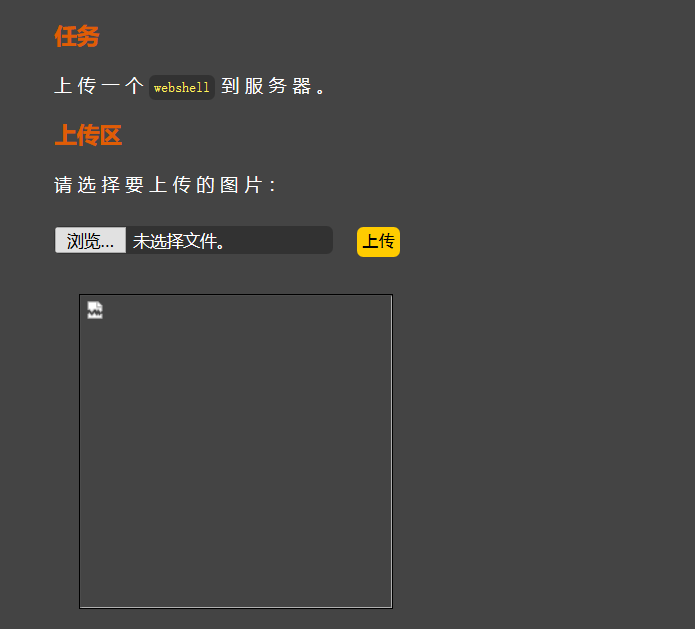 任务
上传一个 webshell 到服务器。
上传区
请选择要上传的图片：
浏览... 未选择文件。 上传